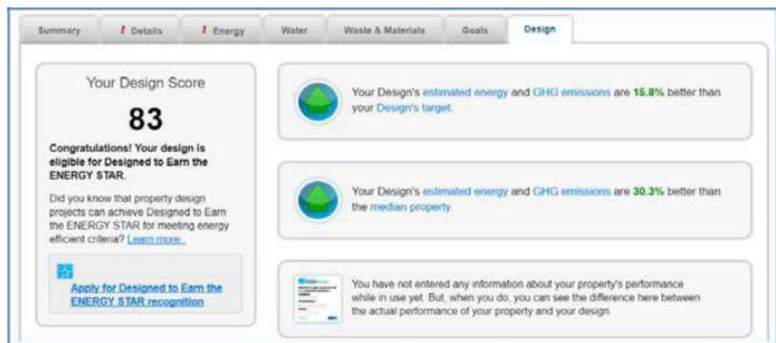 Summary
! Details
! Energy
Water
Waste & Materials
Goals
Design
Your Design Score
83
Congratulations! Your design is
eligible for Designed to Earn the
ENERGY STAR.
Did you know that property design
projects can achieve Designed to Earn
the ENERGY STAR for meeting energy
efficient criteria? Learn more.
Apply for Designed to Earn the
ENERGY STAR recognition
Your Design's estimated energy and GHG emissions are 15.8% better than
your Design's target.
Your Design's estimated energy and GHG emissions are 30.3% better than
the median property.
You have not entered any information about your property's performance
while in use yet. But, when you do, you can see the difference here between
the actual performance of your property and your design.